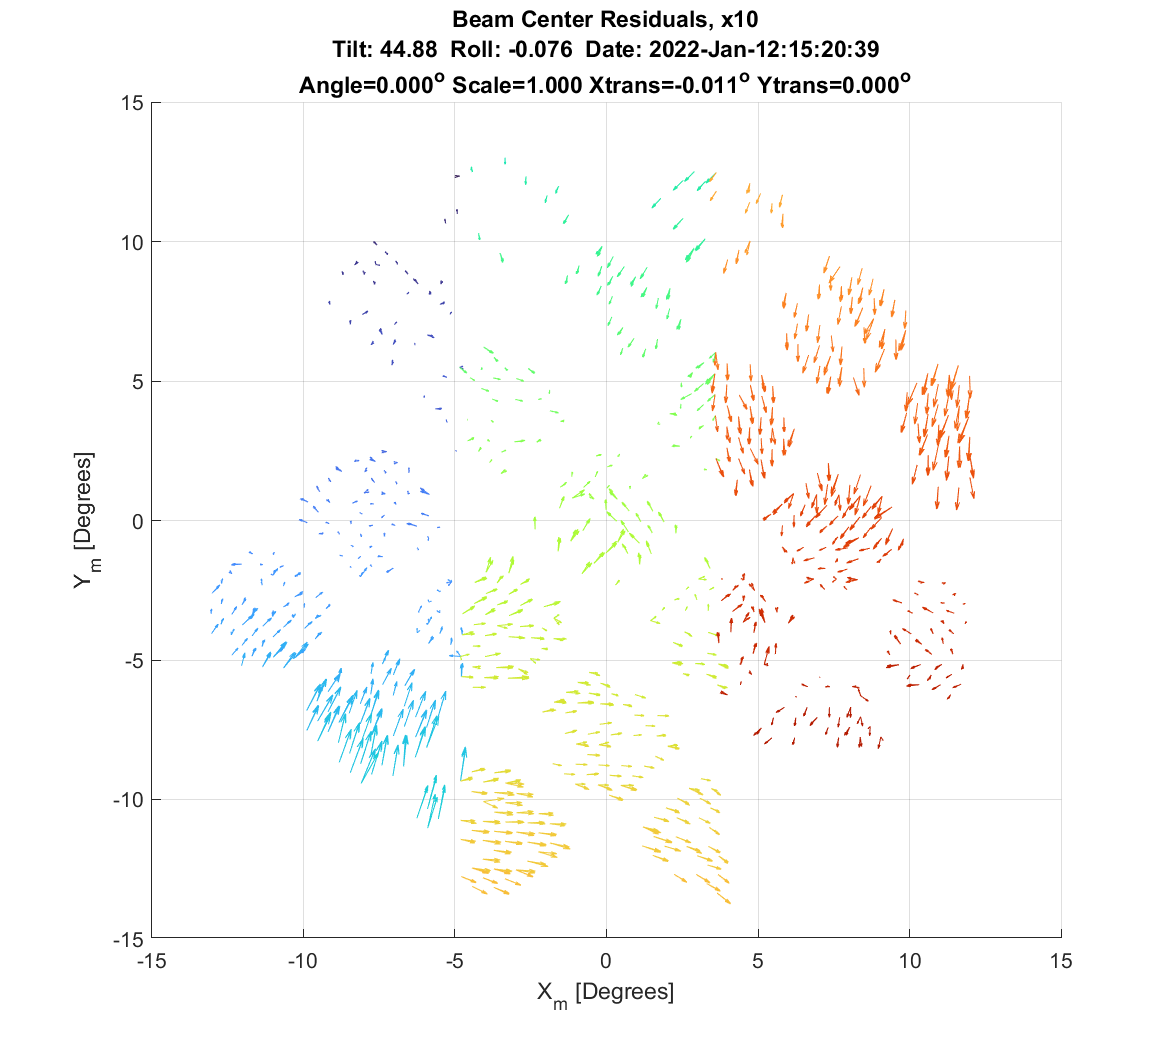 Beam Center Residuals, x10
Tilt: 44.88 Roll: -0.076 Date: 2022-Jan-12:15:20:39
Angle=0.000° Scale=1.000 Xtrans=-0.011° Ytrans=0.000°
15
10
5
0
-5
-10
-15
Y_m [Degrees]
-15 -10 -5 0 5 10 15
X_m [Degrees]